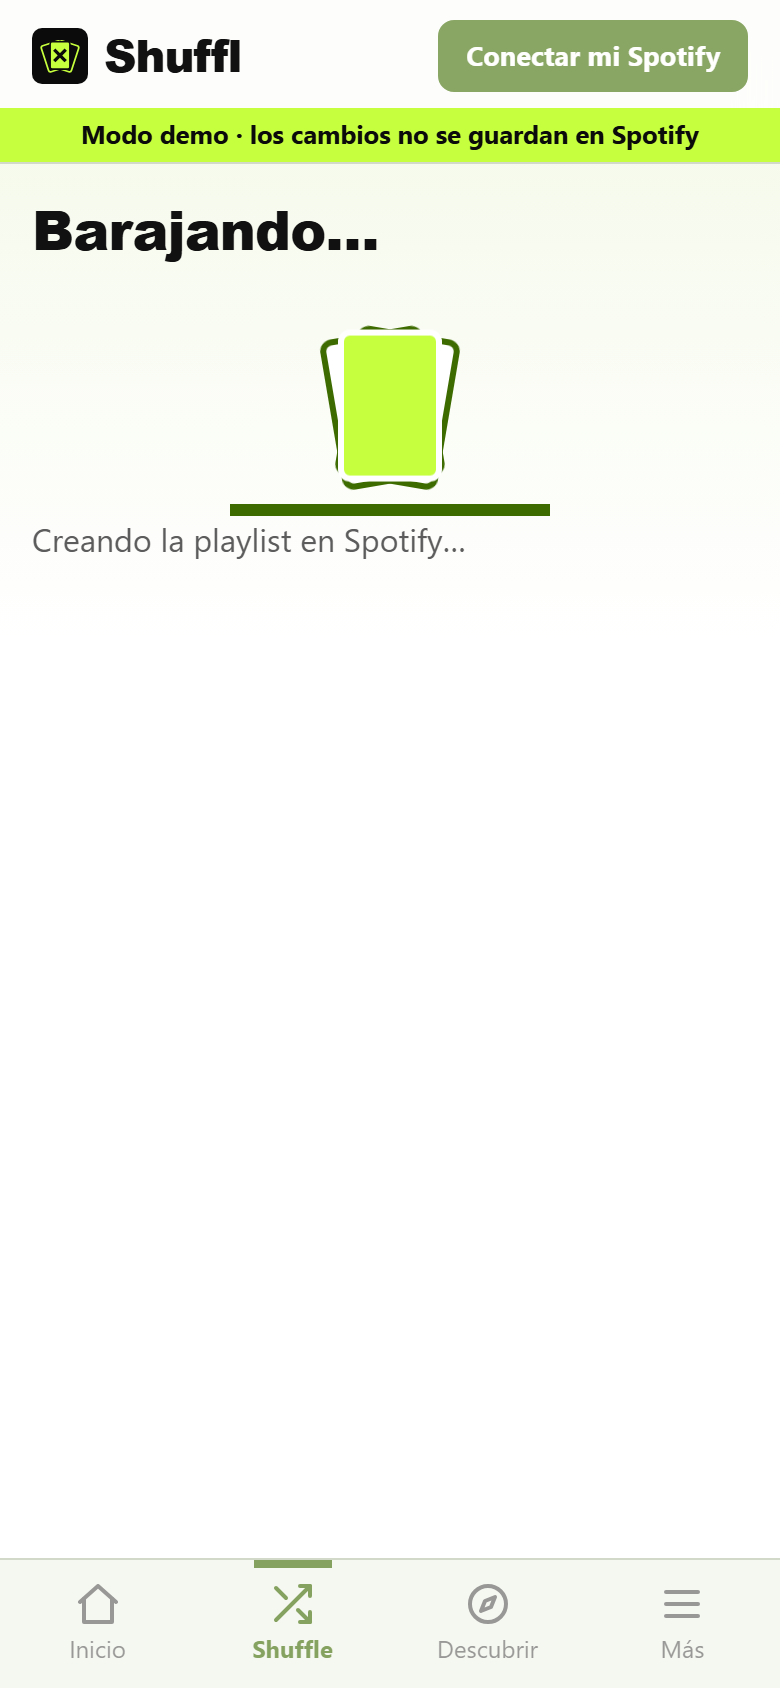 Shuffl
Conectar mi Spotify
Modo demo · los cambios no se guardan en Spotify
Barajando...
Creando la playlist en Spotify...
Inicio
Shuffle
Descubrir
Más